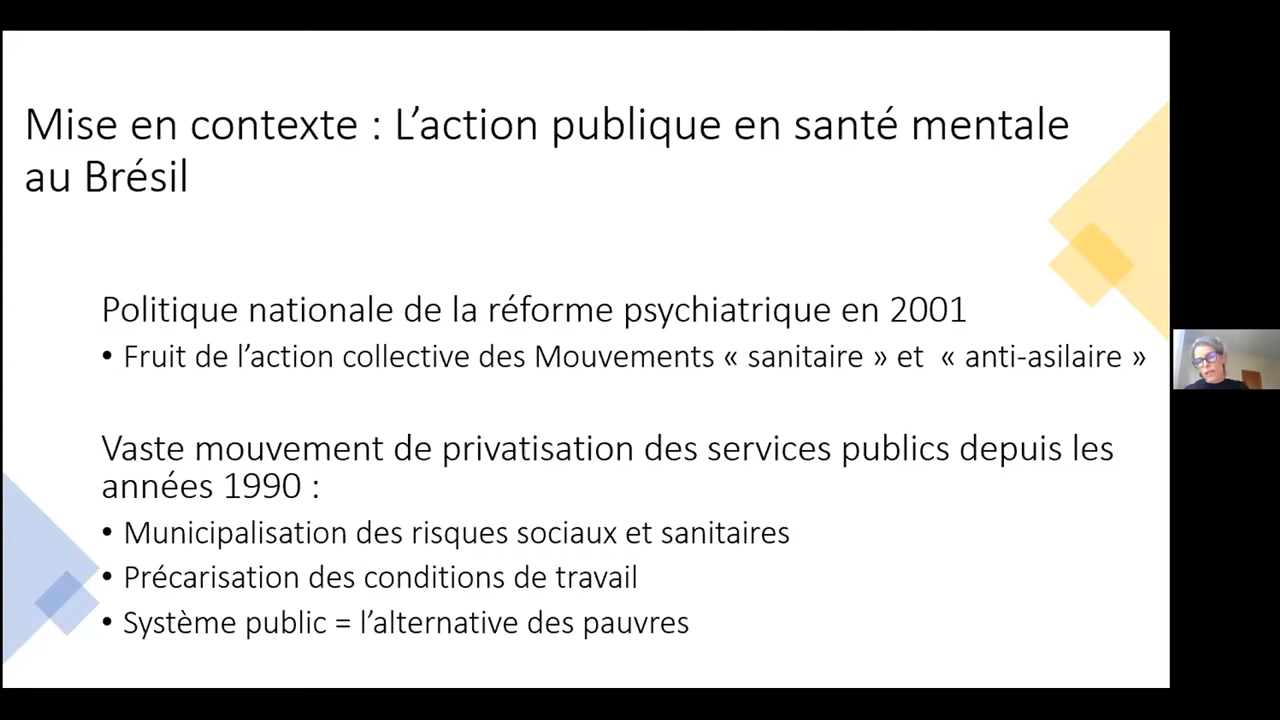 Mise en contexte : L’action publique en santé mentale
au Brésil
Politique nationale de la réforme psychiatrique en 2001
• Fruit de l’action collective des Mouvements « sanitaire » et « anti-asilaire »
Vaste mouvement de privatisation des services publics depuis les
années 1990 :
• Municipalisation des risques sociaux et sanitaires
• Précarisation des conditions de travail
• Système public = l’alternative des pauvres